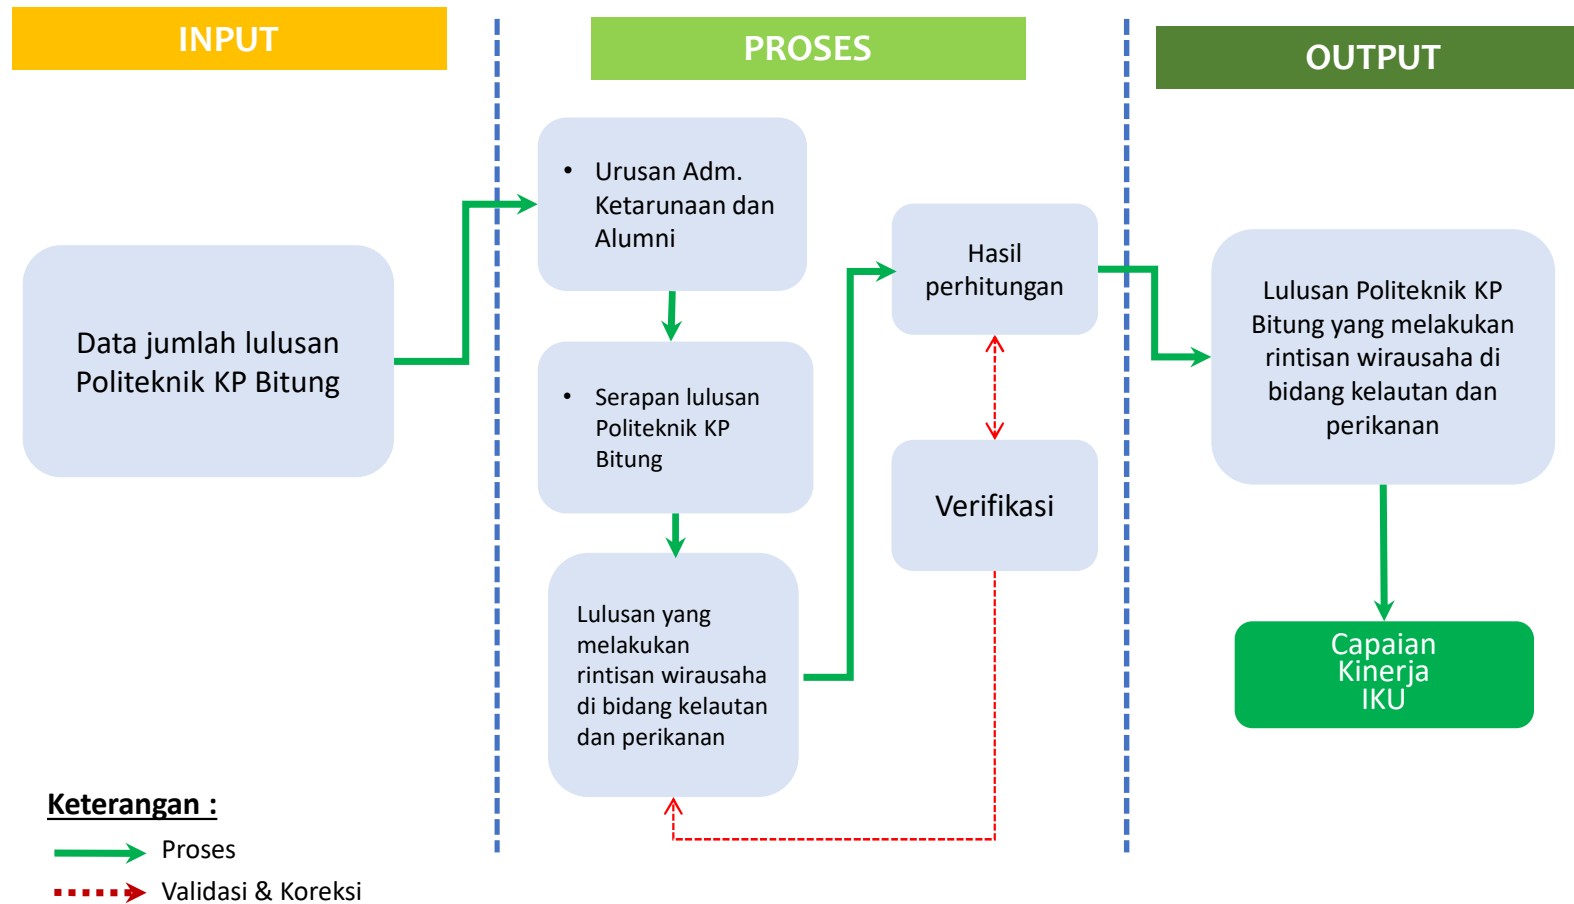 INPUT
PROSES
OUTPUT
Data jumlah lulusan
Politeknik KP Bitung
• Urusan Adm.
Ketarunaan dan
Alumni
• Serapan lulusan
Politeknik KP
Bitung
Lulusan yang
melakukan
rintisan wirausaha
di bidang kelautan
dan perikanan
Hasil
perhitungan
Verifikasi
Lulusan Politeknik KP
Bitung yang melakukan
rintisan wirausaha di
bidang kelautan dan
perikanan
Capaian
Kinerja
IKU
Keterangan :
Proses
Validasi & Koreksi